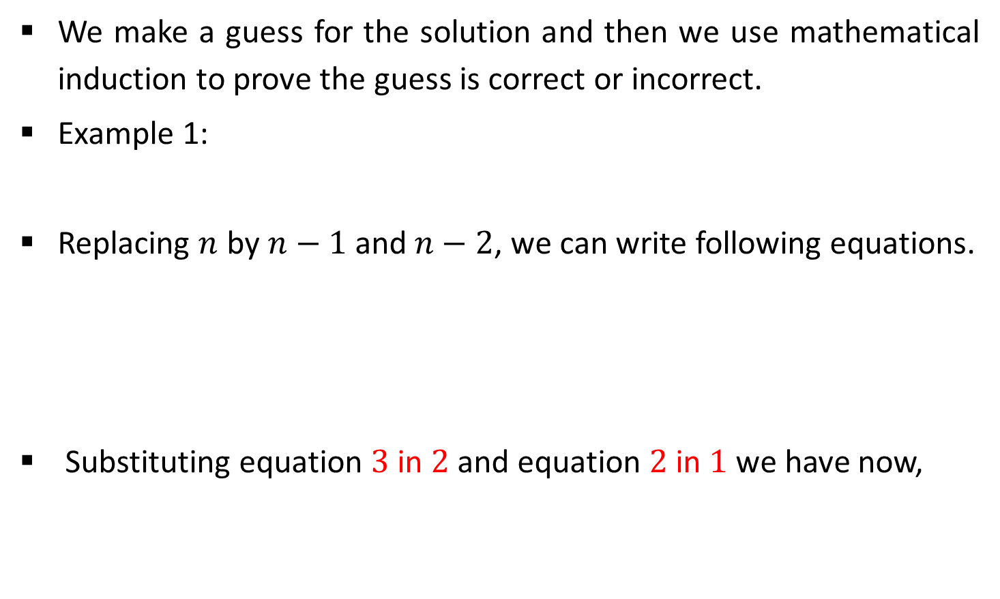 ▪ We make a guess for the solution and then we use mathematical
induction to prove the guess is correct or incorrect.
▪ Example 1:
▪ Replacing 𝑛 by 𝑛 − 1 and 𝑛 − 2, we can write following equations.
▪ Substituting equation 3 in 2 and equation 2 in 1 we have now,